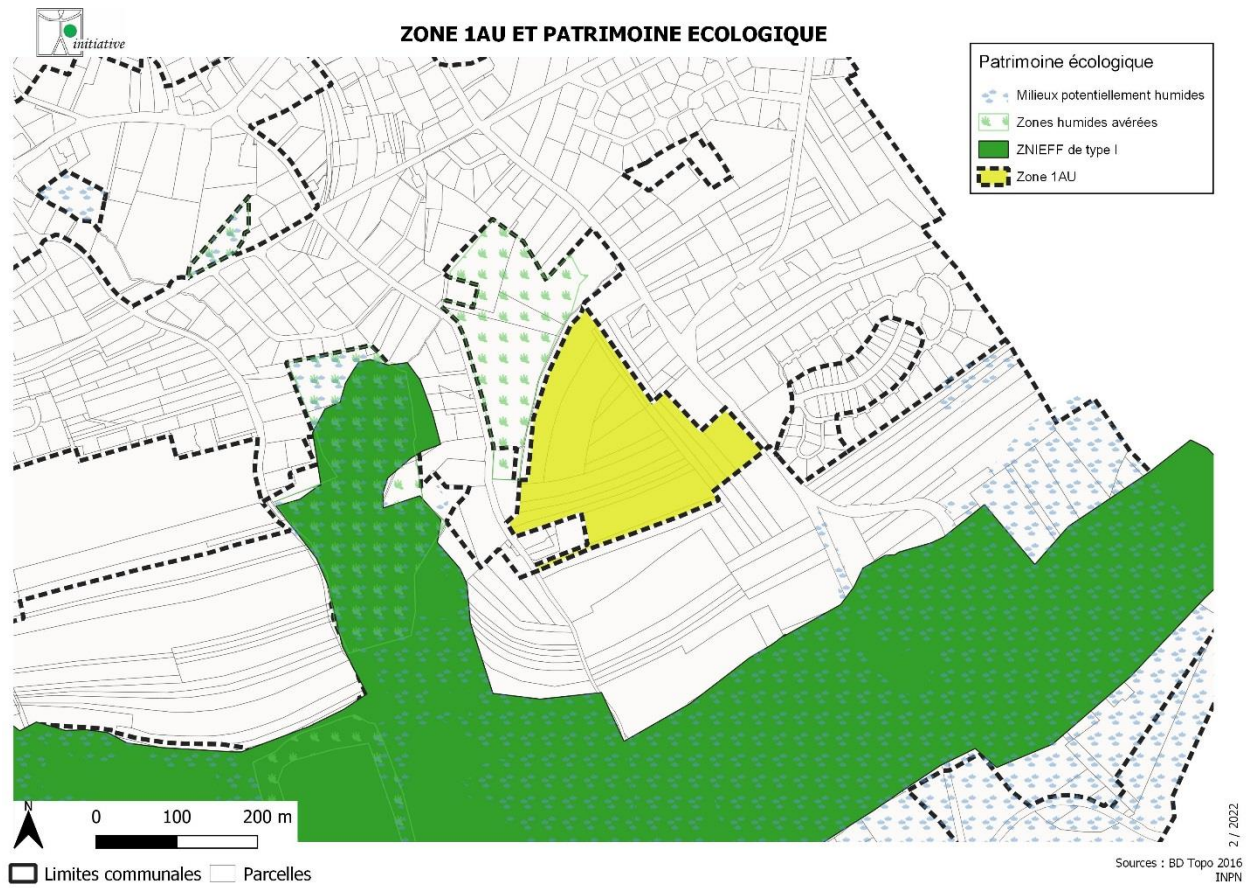 initiative
ZONE 1AU ET PATRIMOINE ECOLOGIQUE
Patrimoine écologique
Milieux potentiellement humides
Zones humides avérées
ZNIEFF de type I
Zone 1AU
N
0 100 200 m
Limites communales Parcelles
2 / 2022
Sources : BD Topo 2016
INPN